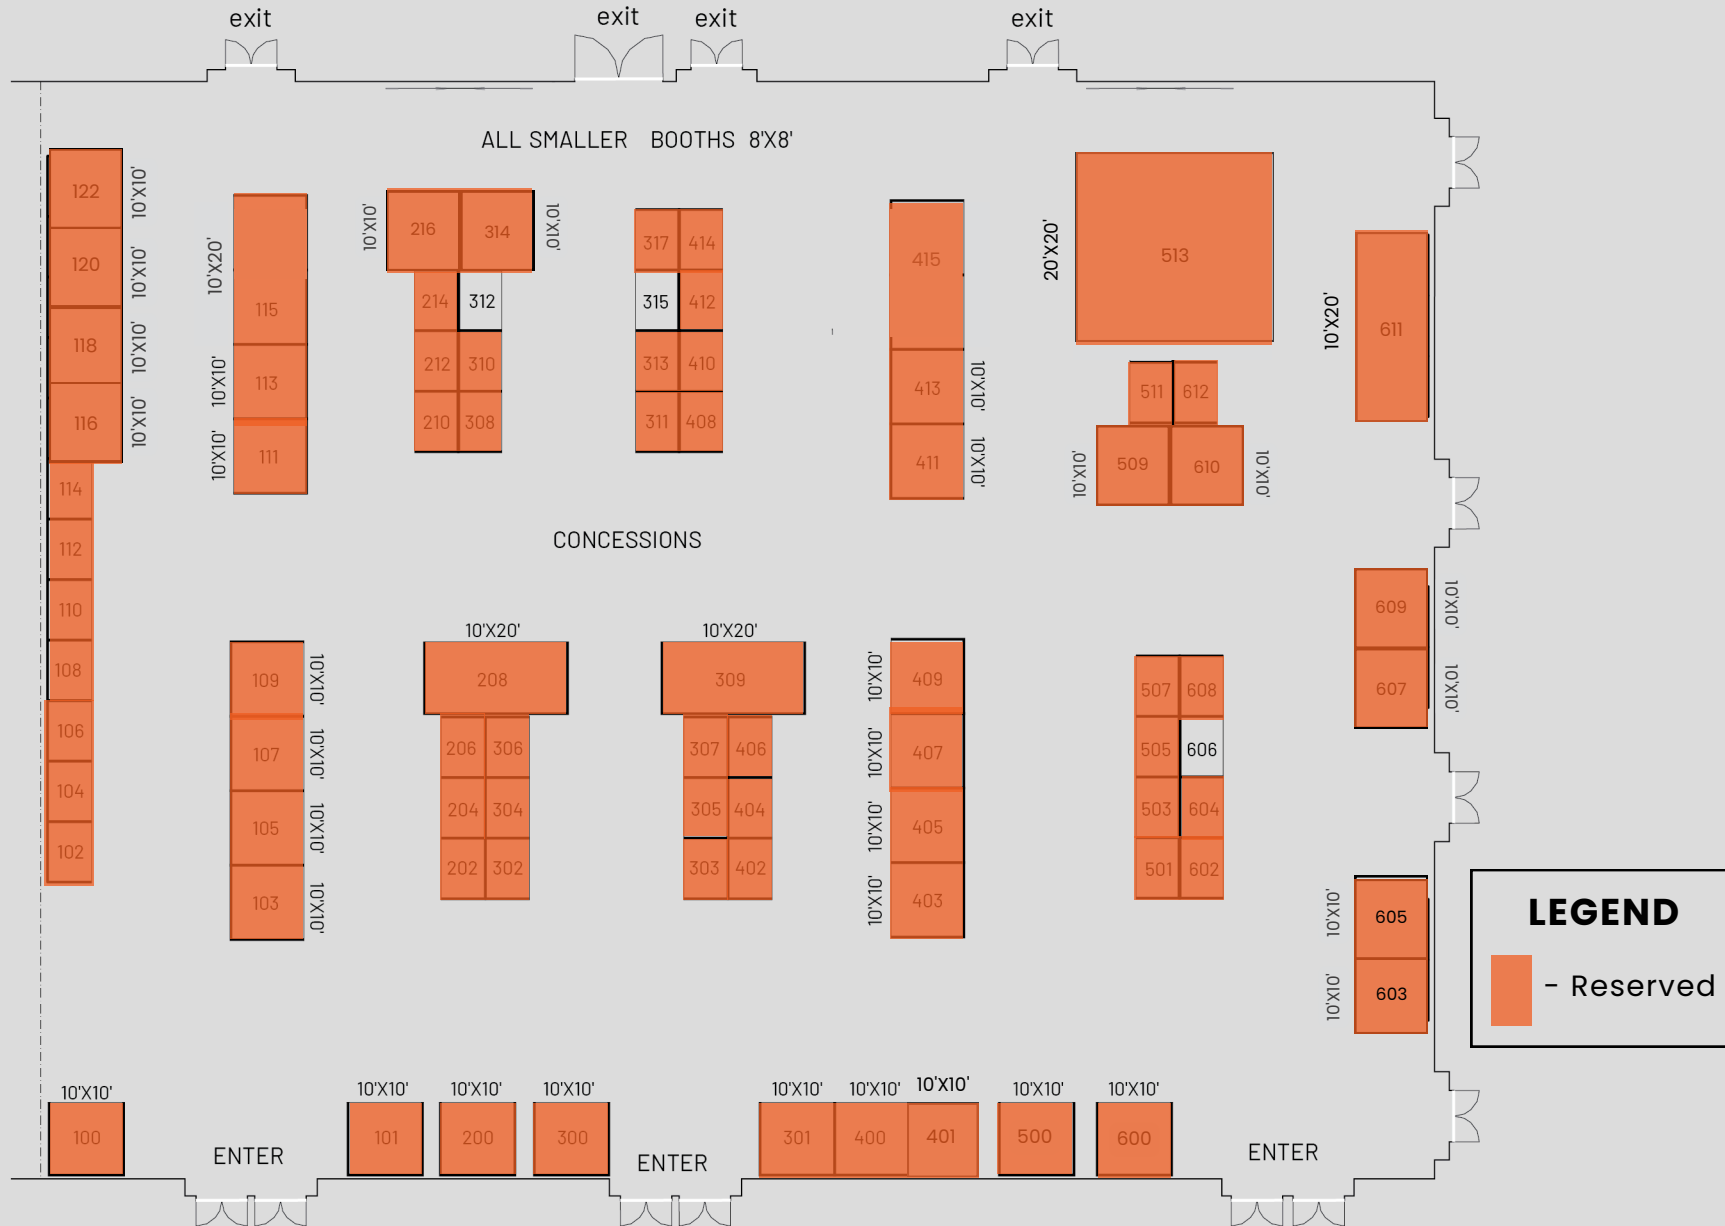 exit
exit
exit
exit
ALL SMALLER BOOTHS 8'X8'
122
10'X10'
120
10'X10'
118
10'X10'
116
10'X10'
114
112
110
108
106
104
102
10'X20'
115
10'X10'
113
10'X10'
111
10'X10'
216
314
10'X10'
214
312
212
310
210
308
317
414
315
412
313
410
311
408
415
413
10'X10'
411
10'X10'
20'X20'
513
511
612
10'X10'
509
610
10'X10'
10'X20'
611
CONCESSIONS
109
10'X10'
107
10'X10'
105
10'X10'
103
10'X10'
10'X20'
208
206
306
204
304
202
302
10'X20'
309
307
406
305
404
303
402
10'X10'
409
10'X10'
407
10'X10'
405
10'X10'
403
507
608
505
606
503
604
501
602
609
10'X10'
607
10'X10'
10'X10'
605
10'X10'
603
LEGEND
- Reserved
10'X10'
100
ENTER
10'X10'
101
10'X10'
200
10'X10'
300
ENTER
10'X10'
301
10'X10'
400
10'X10'
401
10'X10'
500
10'X10'
600
ENTER